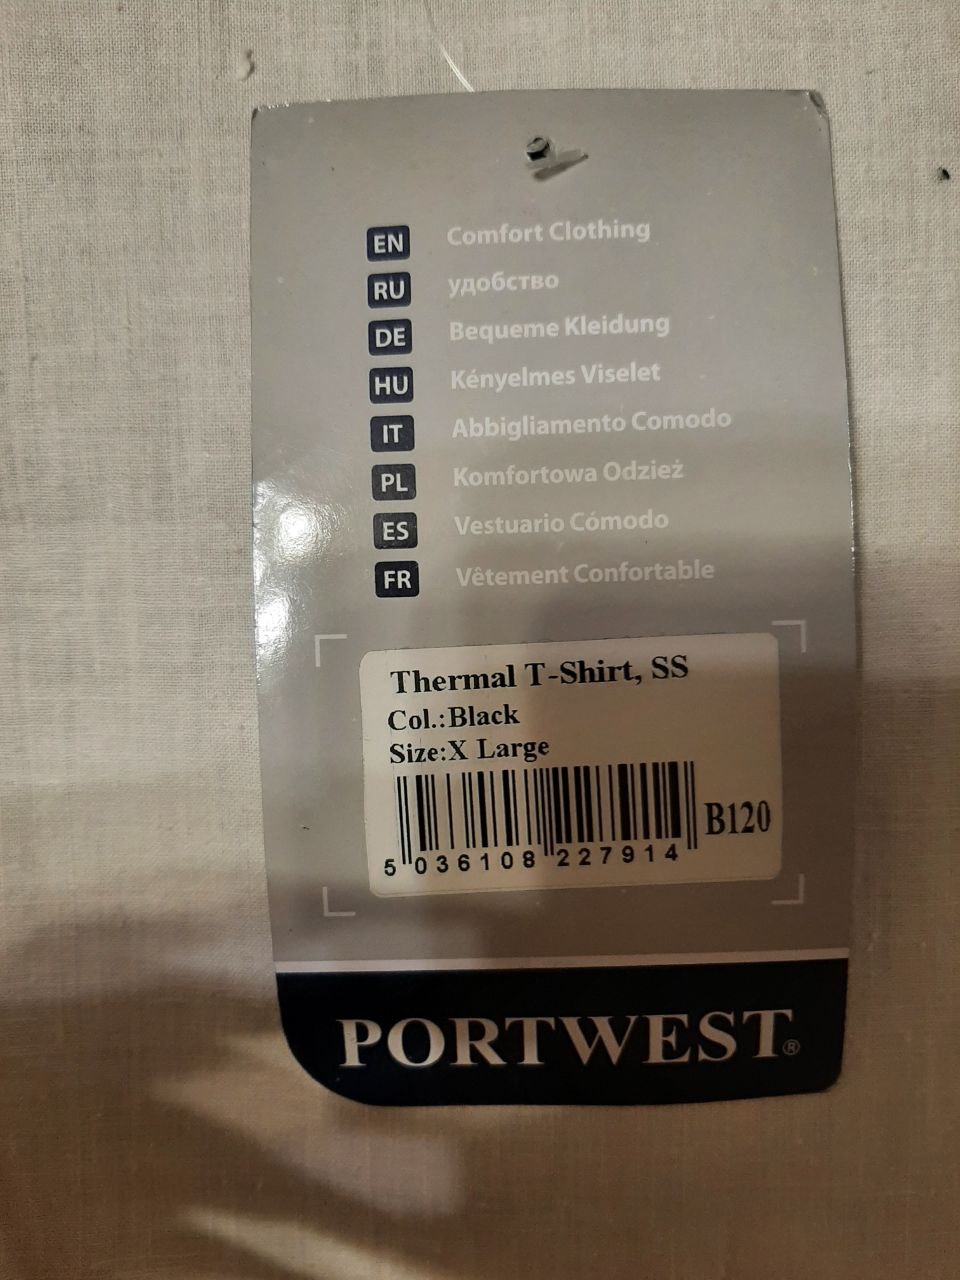 EN Comfort Clothing
RU удобство
DE Bequeme Kleidung
HU Kényelmes Viselet
IT Abbigliamento Comodo
PL Komfortowa Odzież
ES Vestuario Cómodo
FR Vêtement Confortable
Thermal T-Shirt, SS
Col.:Black
Size:X Large
B120
5 036108 227914
PORTWEST®